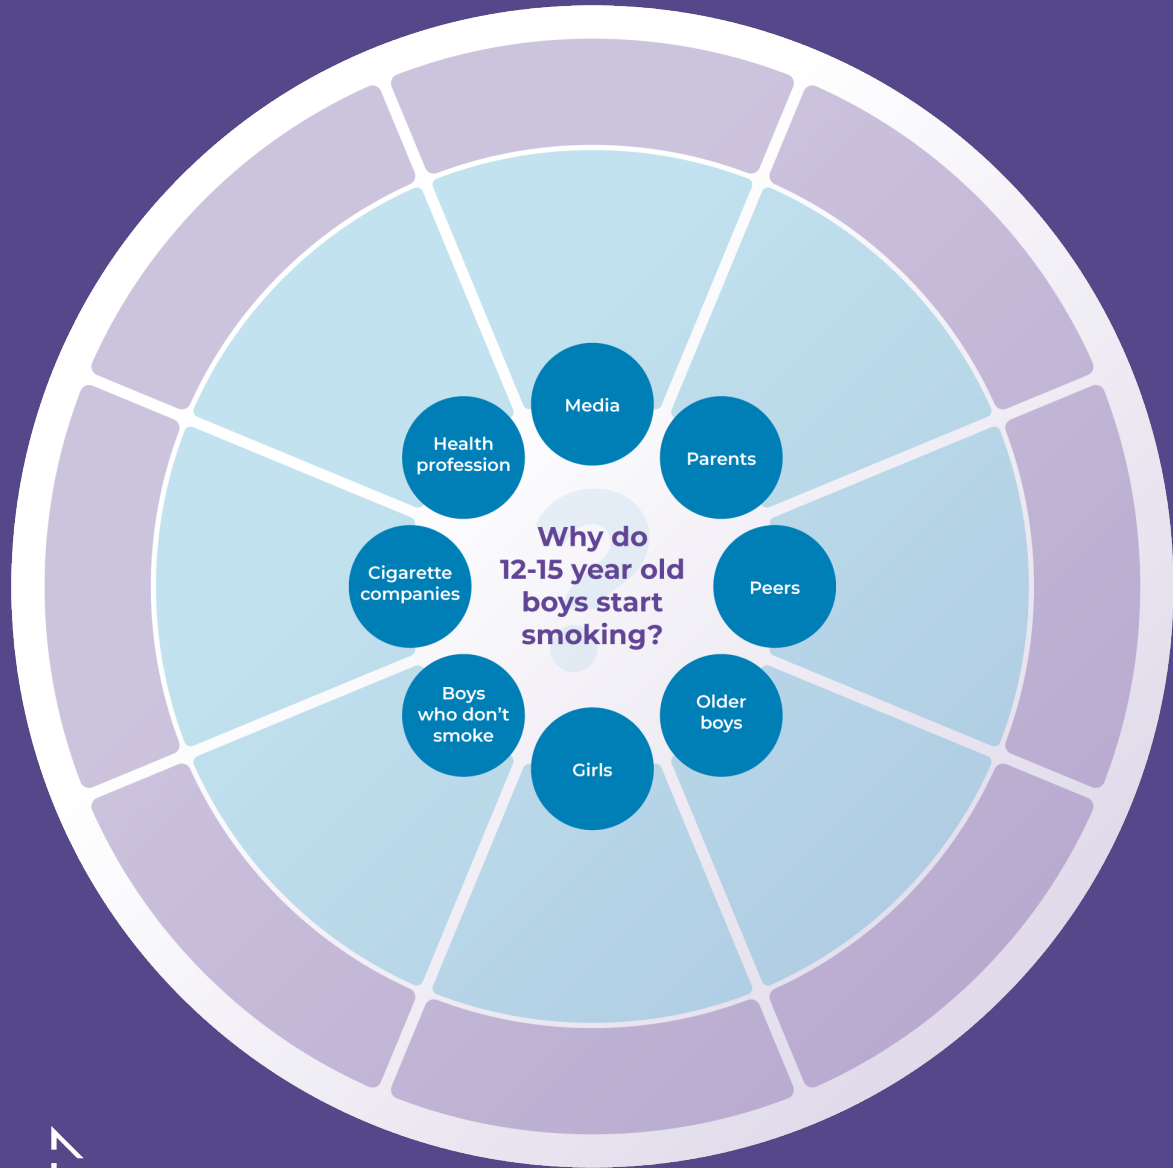 Media
Health
profession
Parents
Why do
12-15 year old
boys start
smoking?
Cigarette
companies
Peers
Boys
who don’t
smoke
Older
boys
Girls